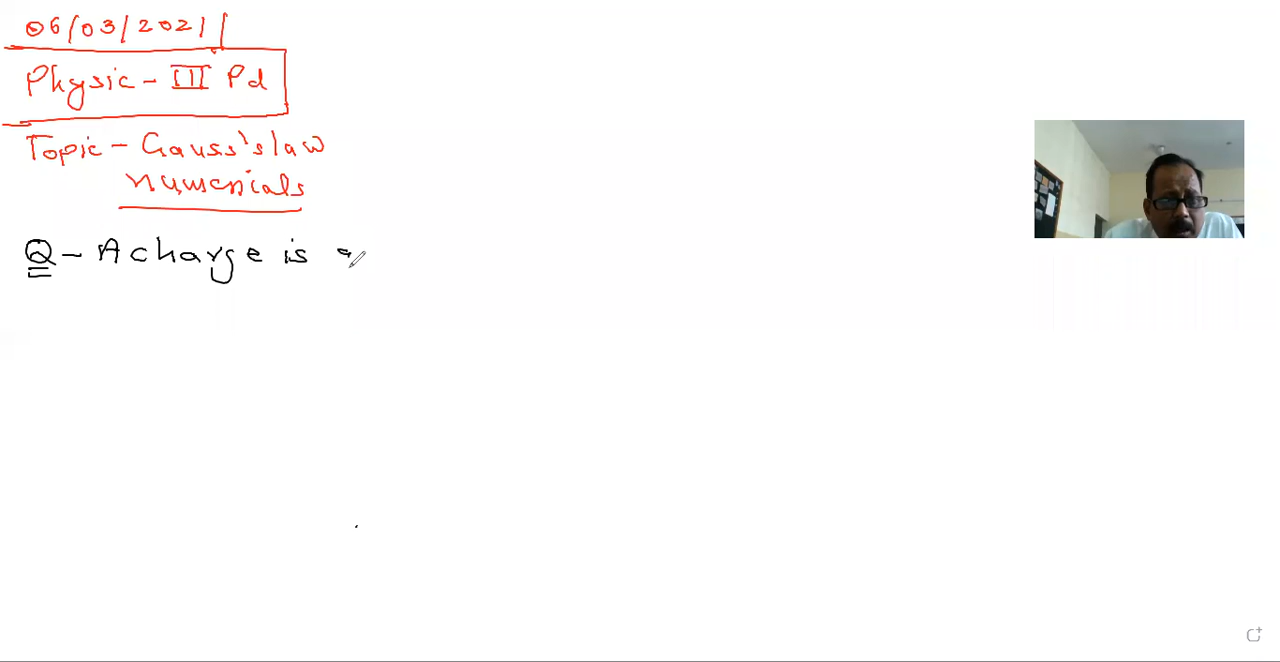 06/03/2021
Physic - III Pd
Topic - Gauss's law
numericals
Q - A charge is